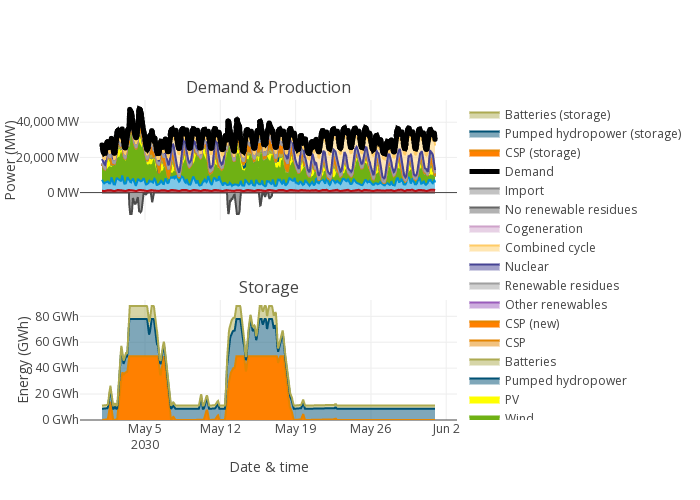 Demand & Production
Power (MW)
40,000 MW
20,000 MW
0 MW
Storage
Energy (GWh)
80 GWh
60 GWh
40 GWh
20 GWh
0 GWh
May 5
2030
May 12
May 19
May 26
Jun 2
Date & time
Batteries (storage)
Pumped hydropower (storage)
CSP (storage)
Demand
Import
No renewable residues
Cogeneration
Combined cycle
Nuclear
Renewable residues
Other renewables
CSP (new)
CSP
Batteries
Pumped hydropower
PV
Wind